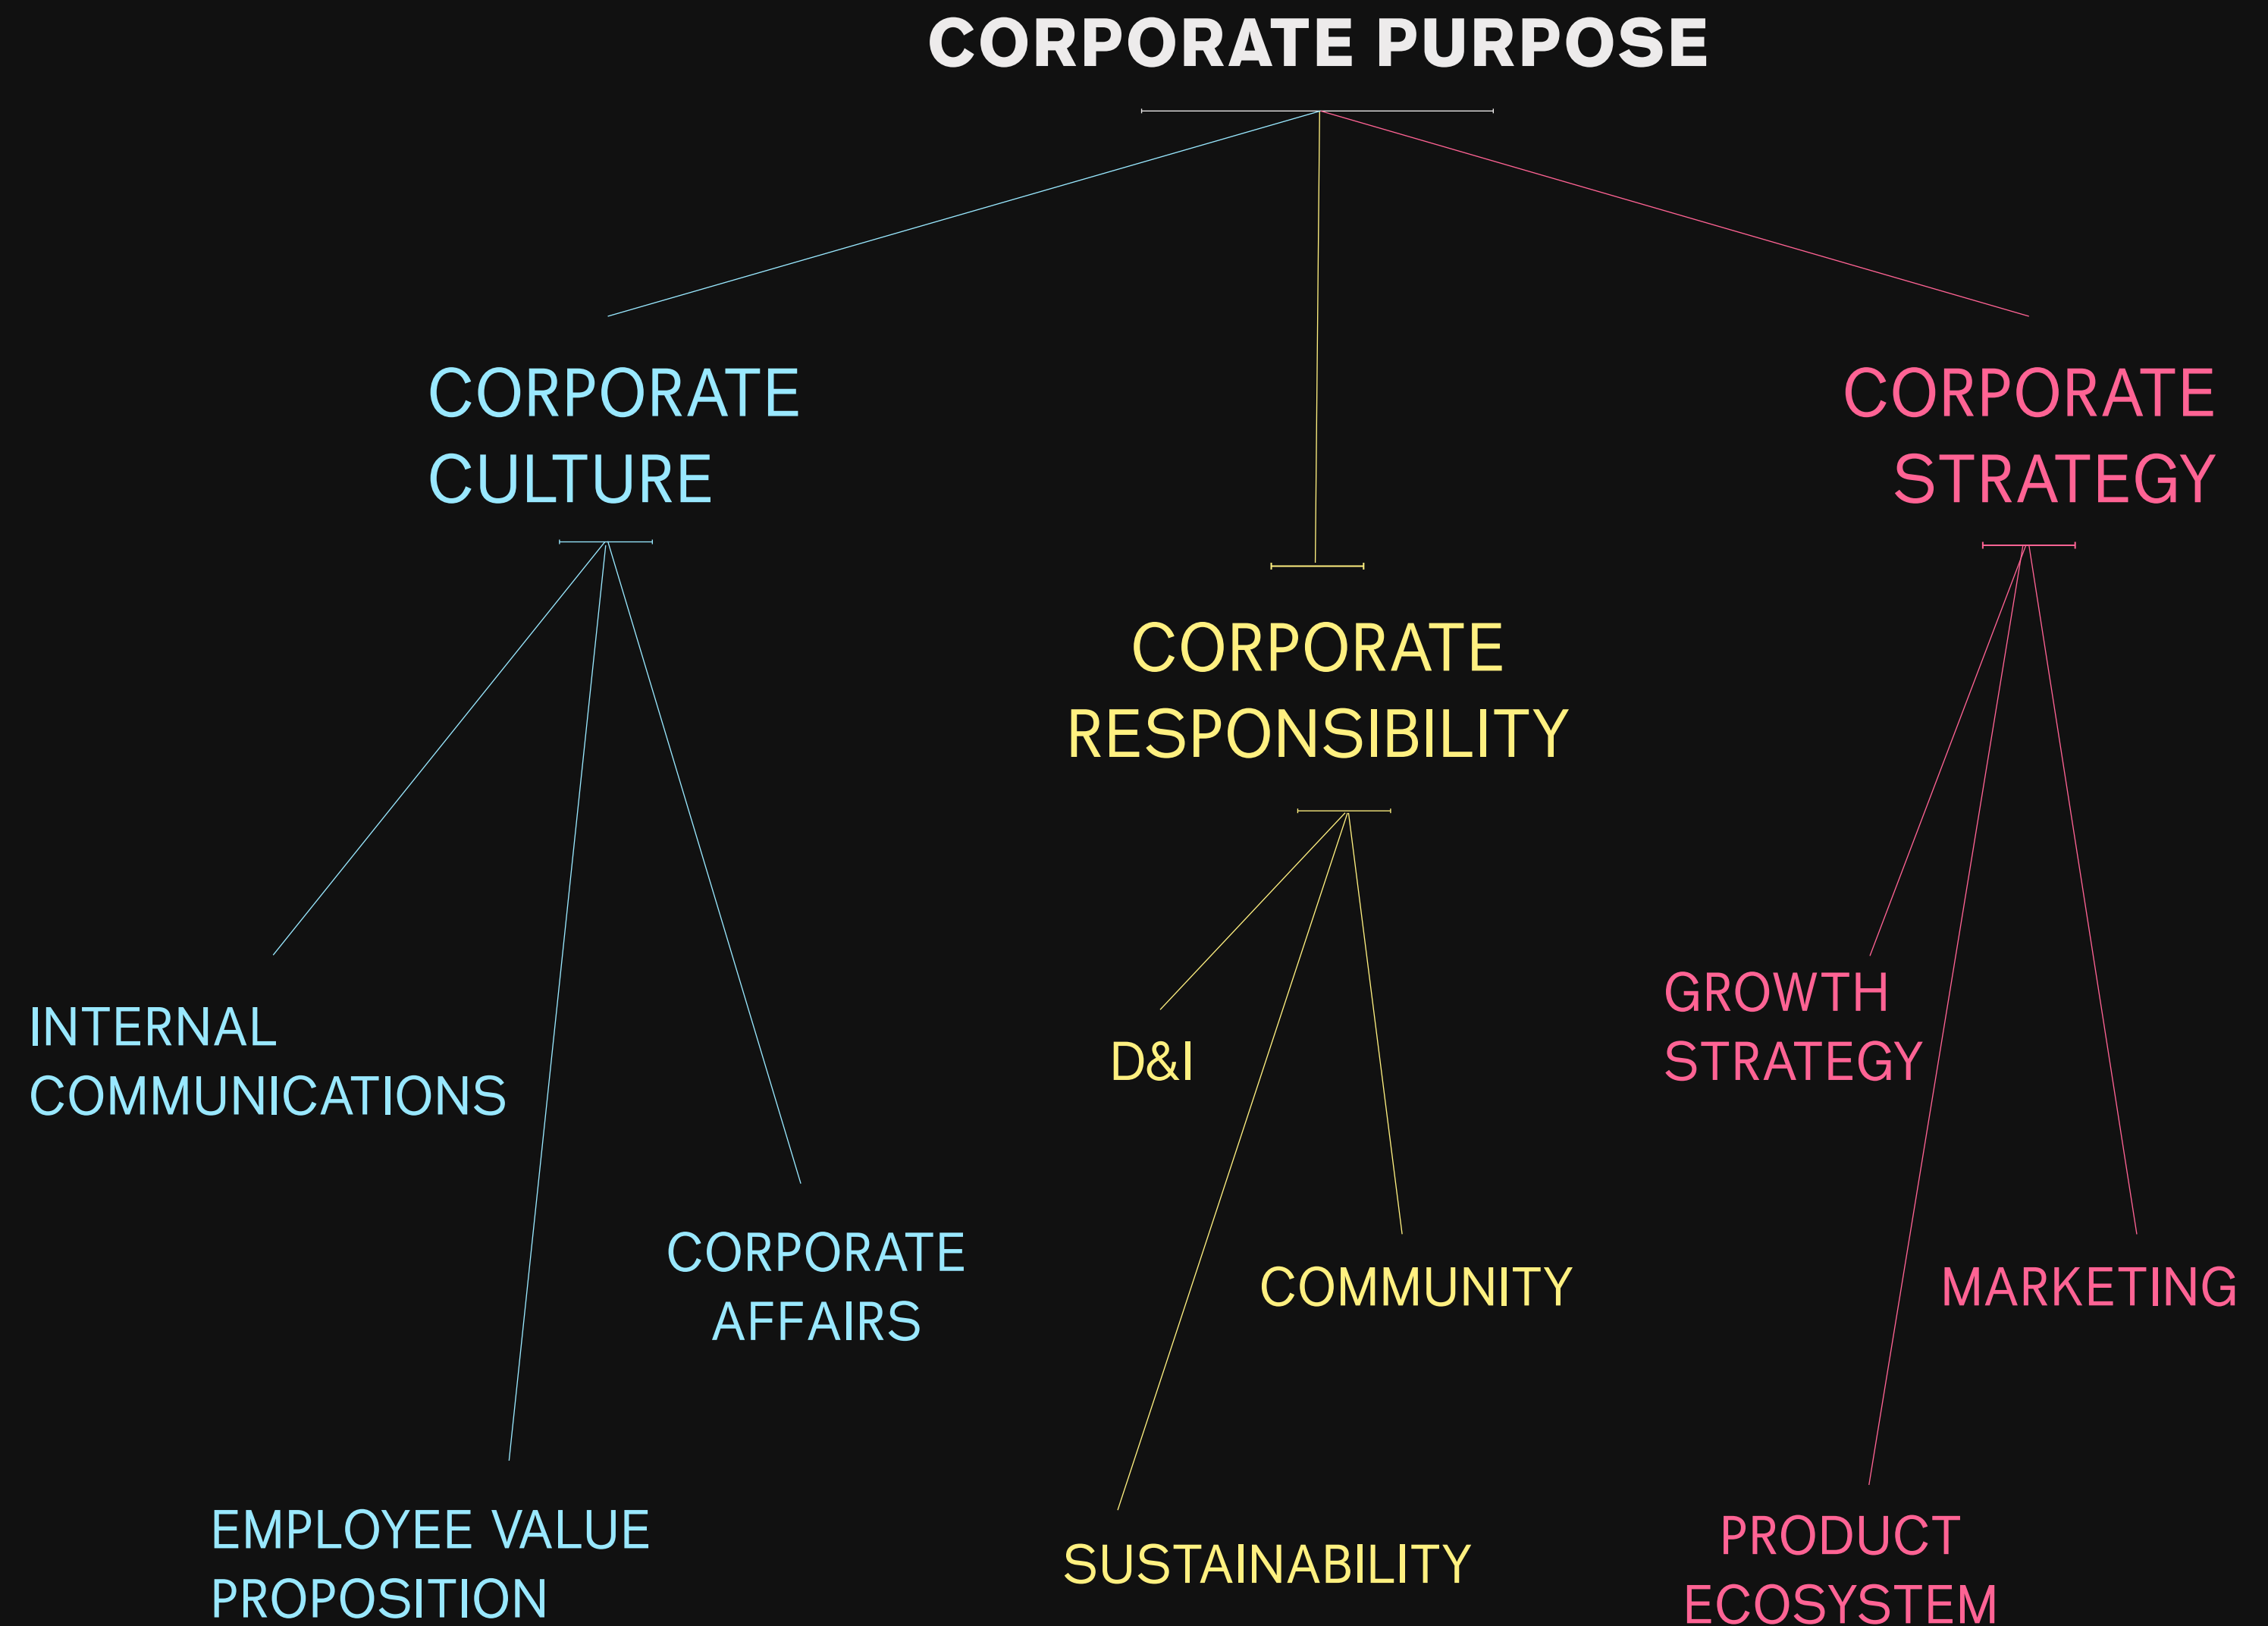 CORPORATE PURPOSE
CORPORATE
CULTURE
CORPORATE
STRATEGY
CORPORATE
RESPONSIBILITY
INTERNAL
COMMUNICATIONS
D&I
GROWTH
STRATEGY
CORPORATE
AFFAIRS
COMMUNITY
MARKETING
EMPLOYEE VALUE
PROPOSITION
SUSTAINABILITY
PRODUCT
ECOSYSTEM